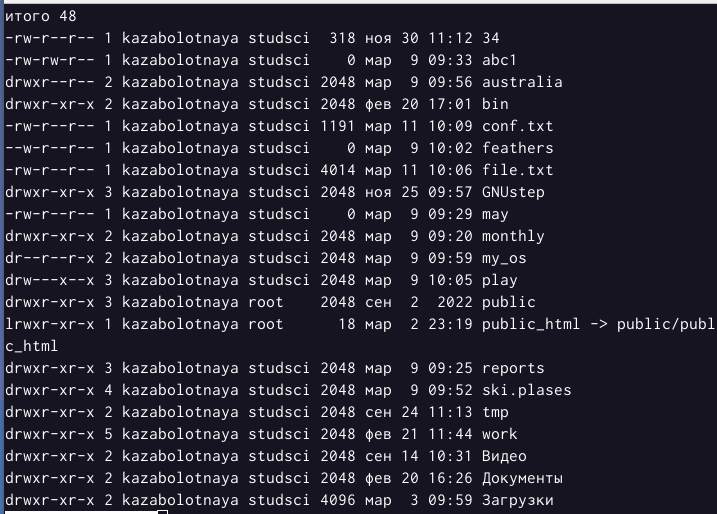 итого 48
-rw-r--r-- 1 kazabolotnaya studsci  318 ноя 30 11:12 34
-rw-rw-r-- 1 kazabolotnaya studsci    0 мар  9 09:33 abc1
drwxr--r-- 2 kazabolotnaya studsci 2048 мар  9 09:56 australia
drwxr-xr-x 2 kazabolotnaya studsci 2048 фев 20 17:01 bin
-rw-r--r-- 1 kazabolotnaya studsci 1191 мар 11 10:09 conf.txt
--w-r--r-- 1 kazabolotnaya studsci    0 мар  9 10:02 feathers
-rw-r--r-- 1 kazabolotnaya studsci 4014 мар 11 10:06 file.txt
drwxr-xr-x 3 kazabolotnaya studsci 2048 ноя 25 09:57 GNUstep
-rw-r--r-- 1 kazabolotnaya studsci    0 мар  9 09:29 may
drwxr-xr-x 2 kazabolotnaya studsci 2048 мар  9 09:20 monthly
dr--r--r-x 2 kazabolotnaya studsci 2048 мар  9 09:59 my_os
drw---x--x 3 kazabolotnaya studsci 2048 мар  9 10:05 play
drwxr-xr-x 3 kazabolotnaya root    2048 сен  2  2022 public
lrwxr-xr-x 1 kazabolotnaya root      18 мар  2 23:19 public_html -> public/publ
c_html
drwxr-xr-x 3 kazabolotnaya studsci 2048 мар  9 09:25 reports
drwxr-xr-x 4 kazabolotnaya studsci 2048 мар  9 09:52 ski.plases
drwxr-xr-x 2 kazabolotnaya studsci 2048 сен 24 11:13 tmp
drwxr-xr-x 5 kazabolotnaya studsci 2048 фев 21 11:44 work
drwxr-xr-x 2 kazabolotnaya studsci 2048 сен 14 10:31 Видео
drwxr-xr-x 2 kazabolotnaya studsci 2048 фев 20 16:26 Документы
drwxr-xr-x 2 kazabolotnaya studsci 4096 мар  3 09:59 Загрузки